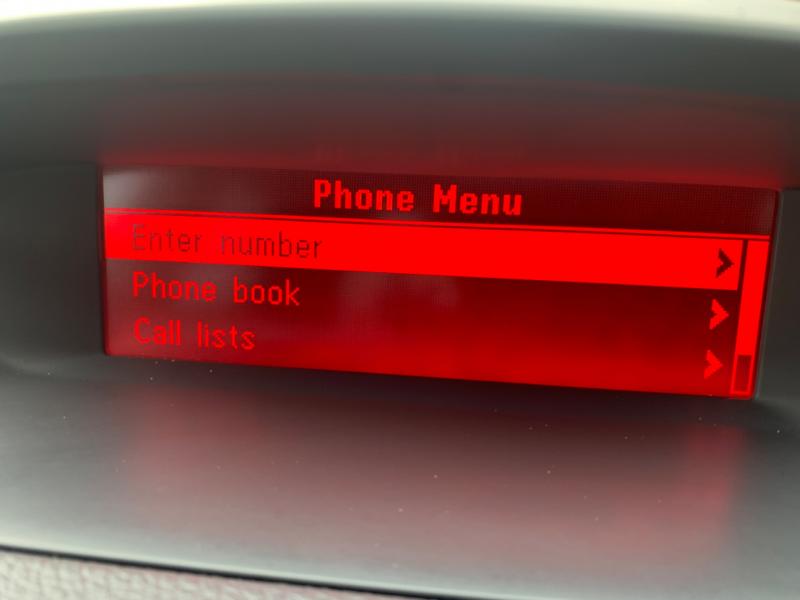 Phone Menu
Enter number
Phone book
Call lists